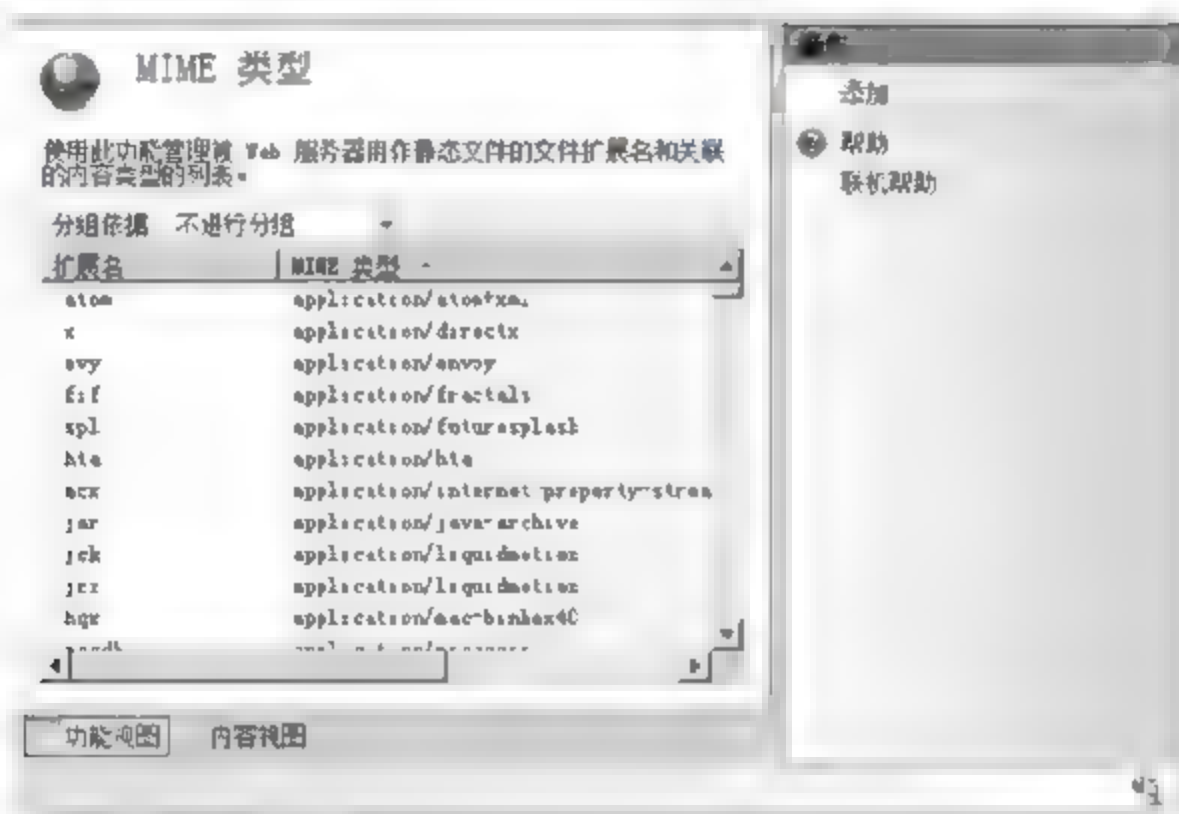 MIME 类型
使用此功能管理被 Web 服务器用作静态文件的文件扩展名和关联
的内容类型的列表。
分组依据 不进行分组
扩展名 MIME 类型
atom application/atom+xml
x application/directx
evy application/envoy
fif application/fractals
spl application/futuresplash
hta application/hta
acx application/internet-property-strea
jar application/java-archive
jck application/liquidmotion
jcz application/liquidmotion
hqx application/mac-binhex40
功能视图 内容视图
添加
帮助
联机帮助